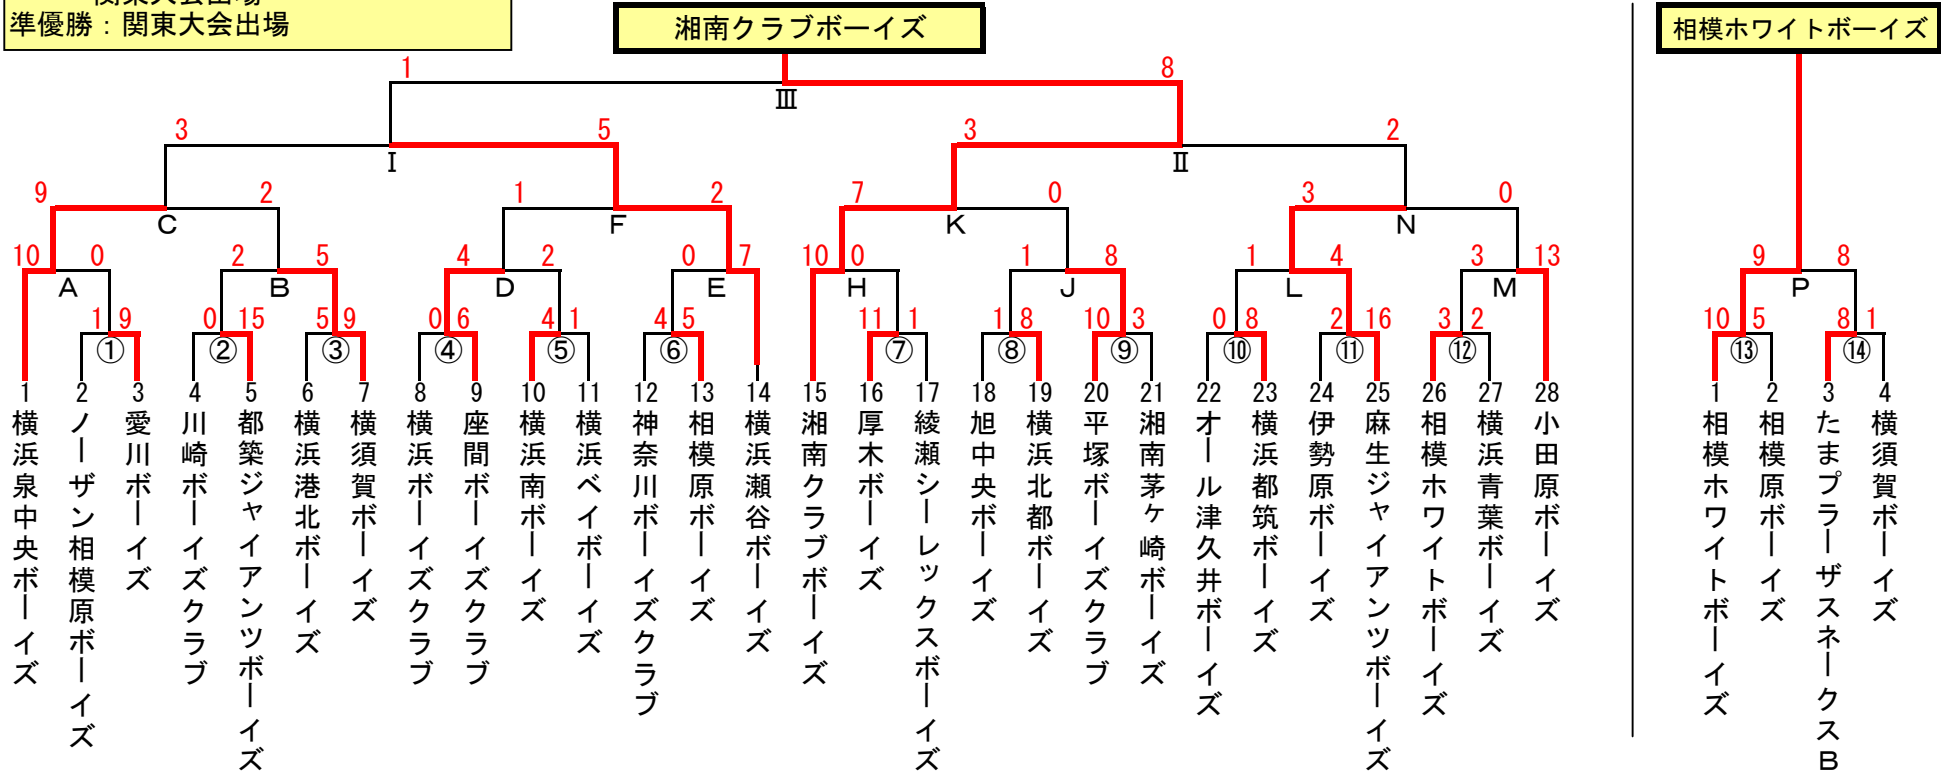 関東大会出場
準優勝：関東大会出場
湘南クラブボーイズ
相模ホワイトボーイズ
1 8
Ⅲ
3 5 3 2
Ⅰ Ⅱ
9 2 1 2 7 0 3 0
C F K N
10 0 2 5 4 2 0 7 10 0 1 8 1 4 3 13 9 8
A B D E H J L M P
1 9 0 15 5 9 0 6 4 1 4 5 11 1 1 8 10 3 0 8 2 16 3 2 10 5 8 1
① ② ③ ④ ⑤ ⑥ ⑦ ⑧ ⑨ ⑩ ⑪ ⑫ ⑬ ⑭
1 横浜泉中央ボーイズ
2 ノーザン相模原ボーイズ
3 愛川ボーイズ
4 川崎ボーイズクラブ
5 都築ジャイアンツボーイズ
6 横浜港北ボーイズ
7 横須賀ボーイズ
8 横浜ボーイズクラブ
9 座間ボーイズクラブ
10 横浜南ボーイズ
11 横浜ベイボーイズ
12 神奈川ボーイズクラブ
13 相模原ボーイズ
14 横浜瀬谷ボーイズ
15 湘南クラブボーイズ
16 厚木ボーイズ
17 綾瀬シーレックスボーイズ
18 旭中央ボーイズ
19 横浜北都ボーイズ
20 平塚ボーイズクラブ
21 湘南茅ヶ崎ボーイズ
22 オール津久井ボーイズ
23 横浜都筑ボーイズ
24 伊勢原ボーイズ
25 麻生ジャイアンツボーイズ
26 相模ホワイトボーイズ
27 横浜青葉ボーイズ
28 小田原ボーイズ
1 相模ホワイトボーイズ
2 相模原ボーイズ
3 たまプラーザスネークスB
4 横須賀ボーイズ